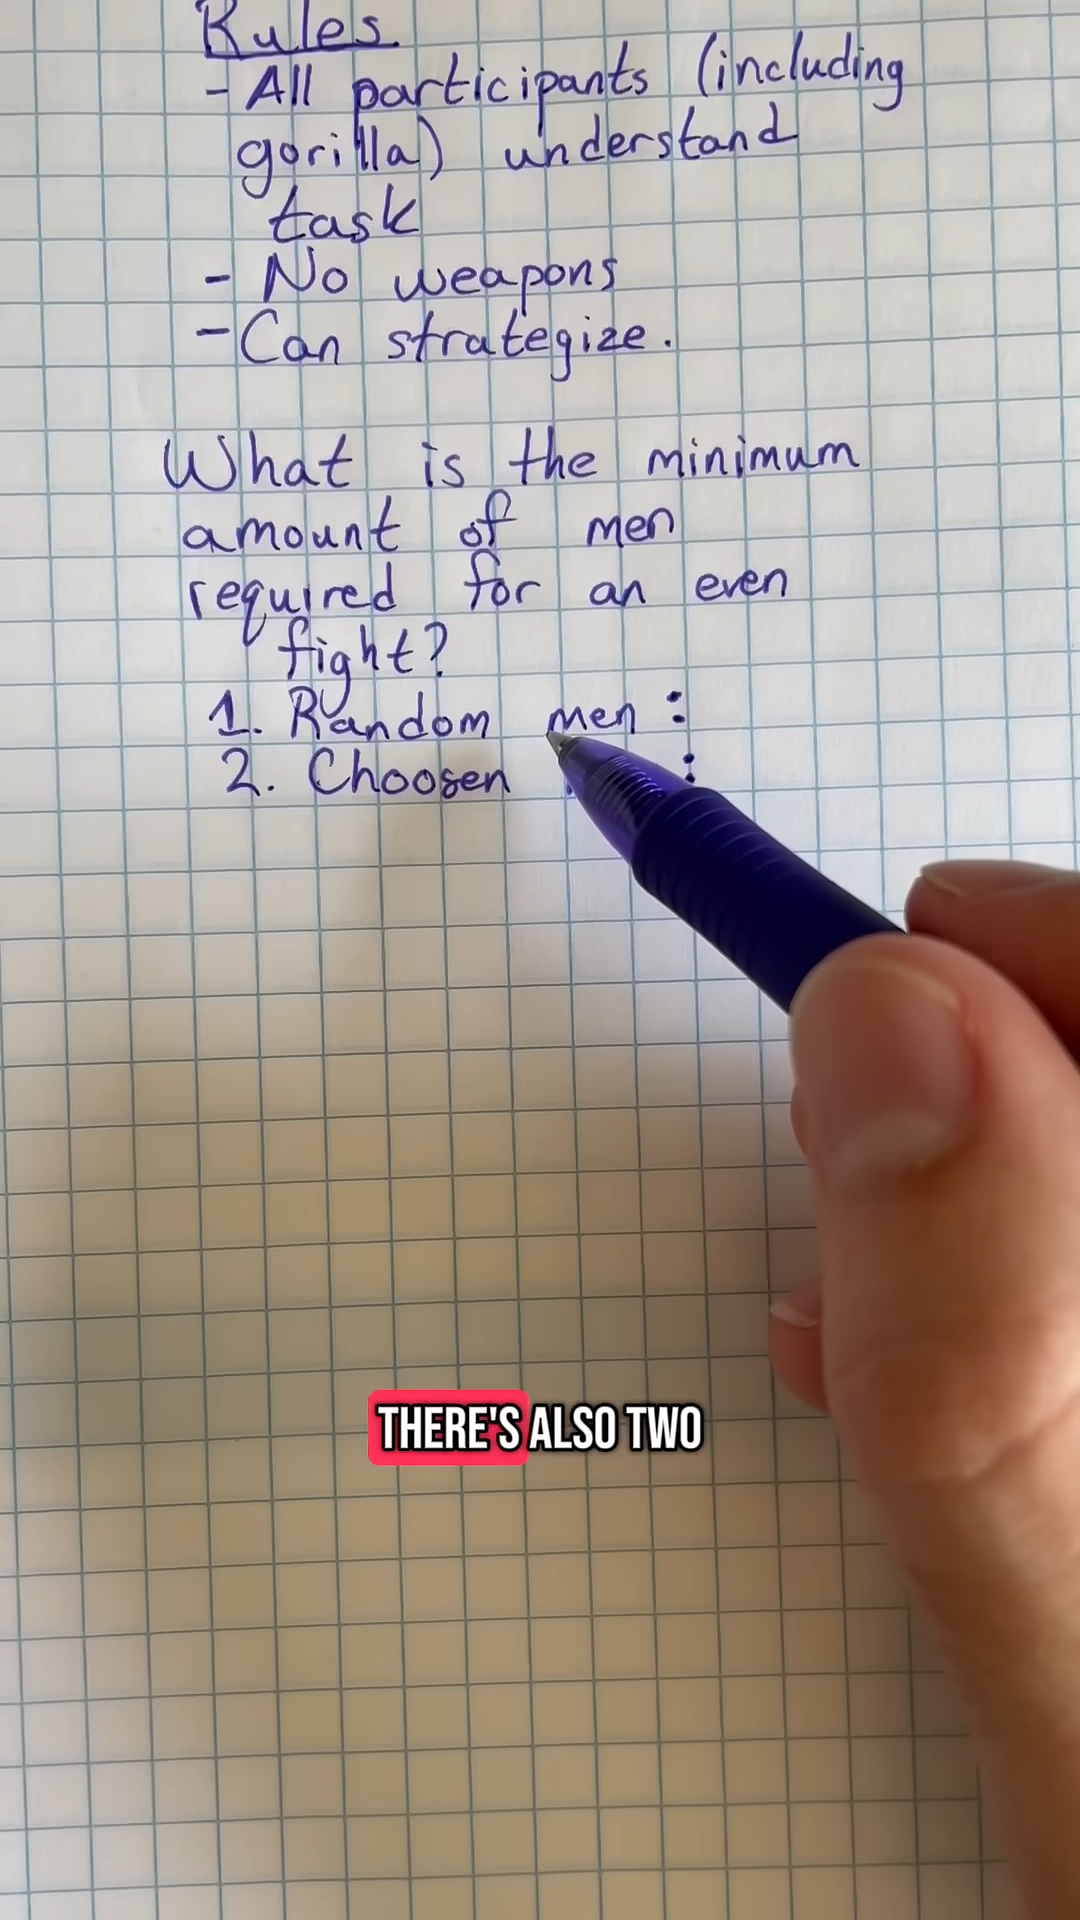 Rules
- All participants (including
gorilla) understand
task
- No weapons
- Can strategize.
What is the minimum
amount of men
required for an even
fight?
1. Random men :
2. Choosen :
THERE'S ALSO TWO